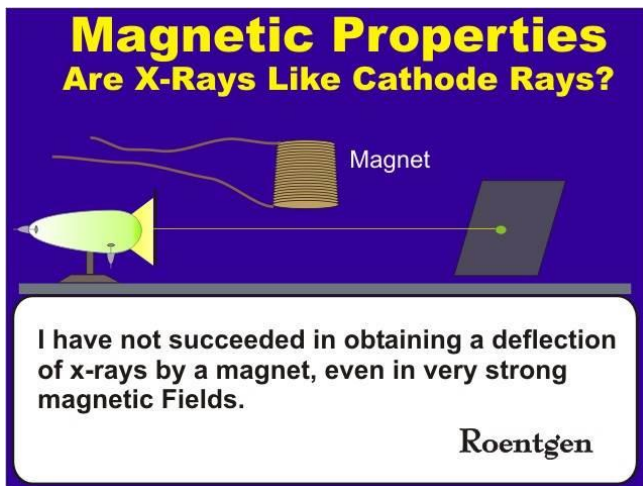 Magnetic Properties
Are X-Rays Like Cathode Rays?
Magnet
I have not succeeded in obtaining a deflection
of x-rays by a magnet, even in very strong
magnetic Fields.
Roentgen